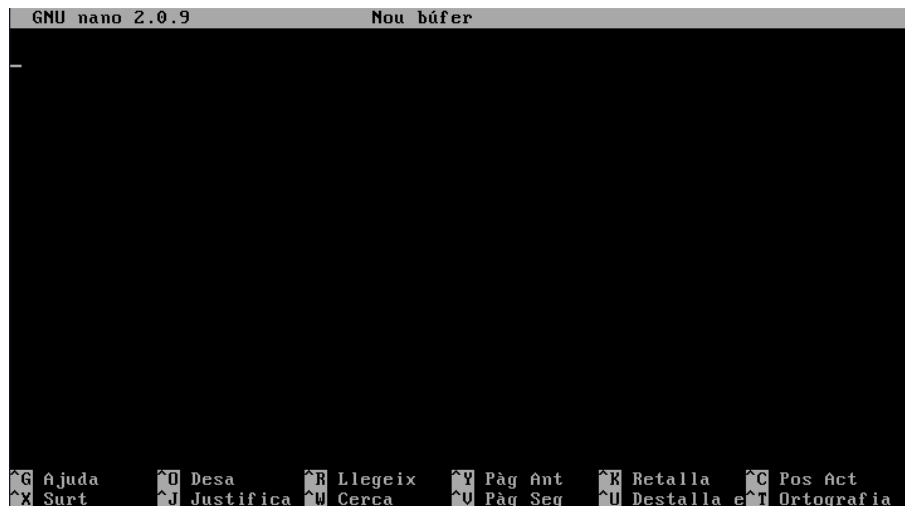 GNU nano 2.0.9 Nou búfer
^G Ajuda ^O Desa ^R Llegeix ^Y Pàg Ant ^K Retalla ^C Pos Act
^X Surt ^J Justifica ^W Cerca ^V Pàg Seg ^U Destalla e^T Ortografia